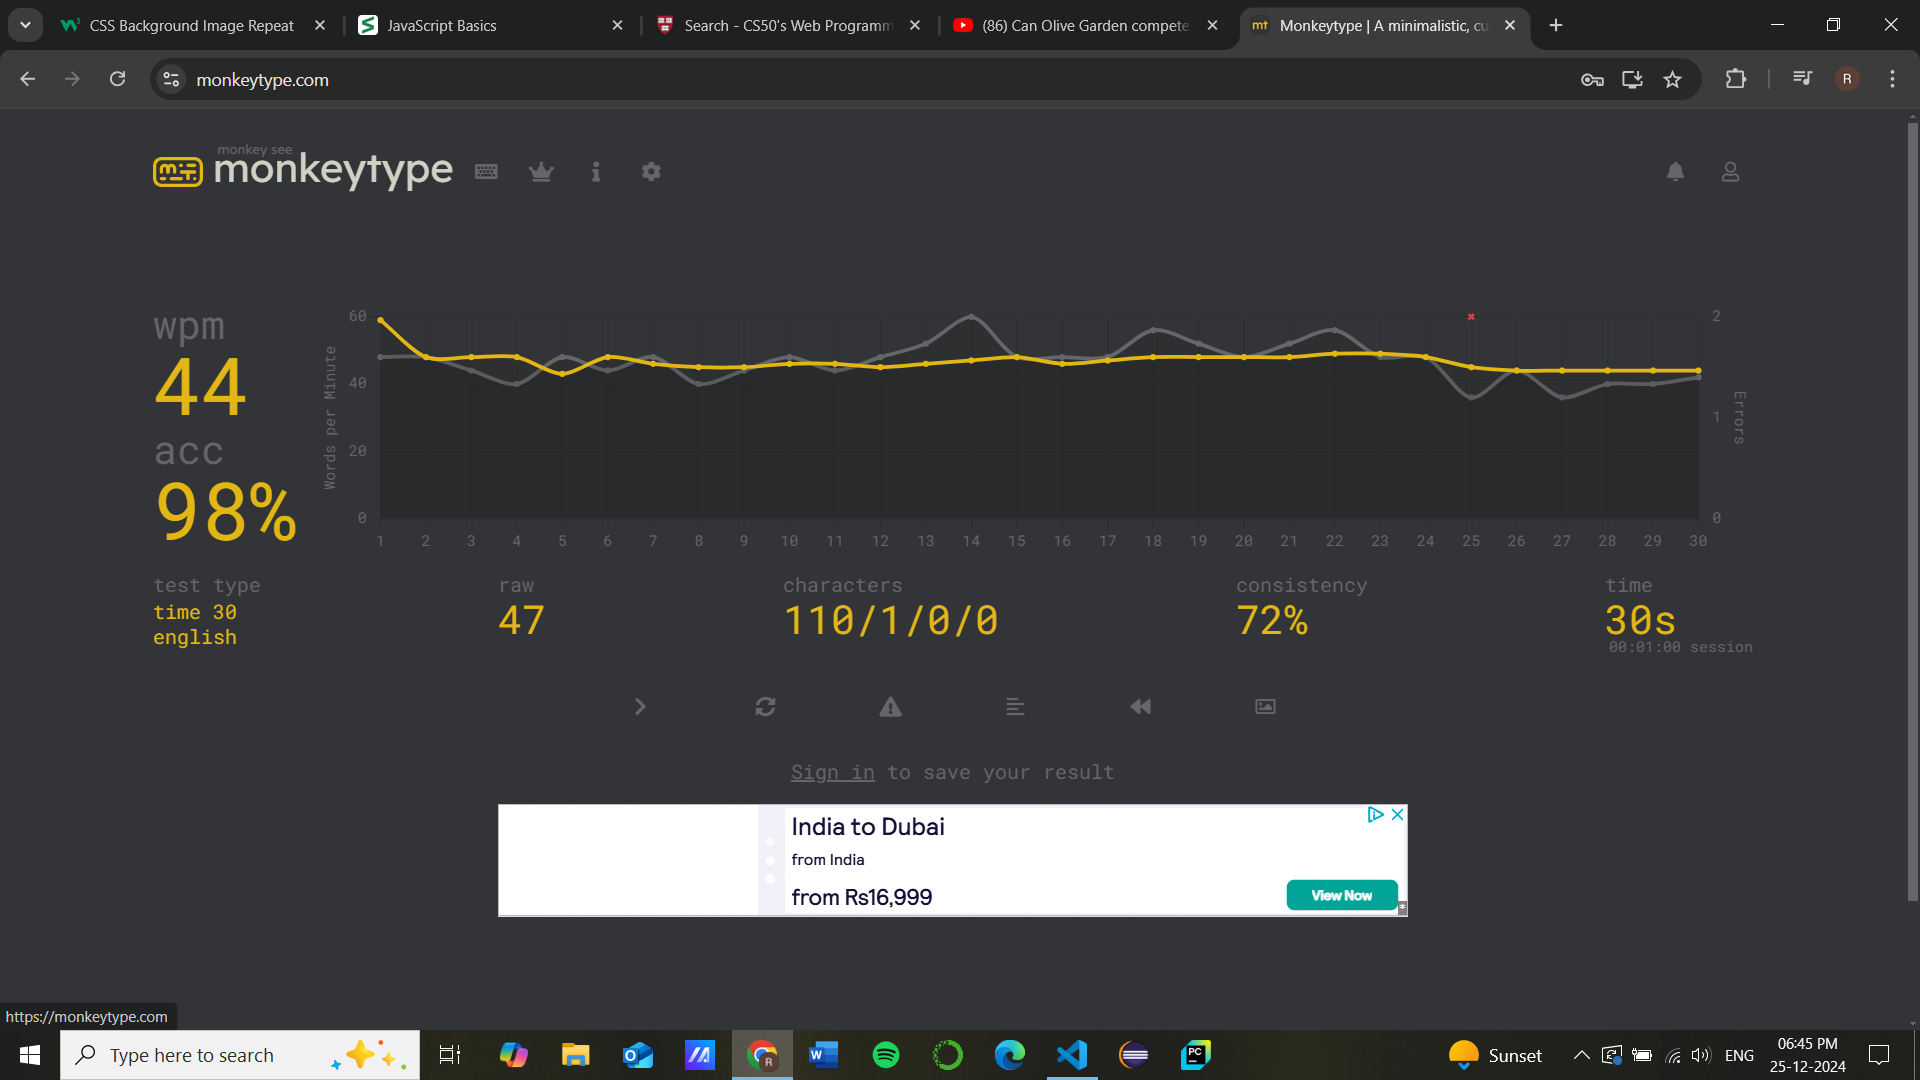 CSS Background Image Repeat
JavaScript Basics
Search - CS50's Web Programm
(86) Can Olive Garden compete
Monkeytype | A minimalistic, cu
monkeytype.com
R
monkey see
monkeytype
wpm
44
acc
98%
Words per Minute
60
40
20
0
2
1
0
Errors
1 2 3 4 5 6 7 8 9 10 11 12 13 14 15 16 17 18 19 20 21 22 23 24 25 26 27 28 29 30
test type
time 30
english
raw
47
characters
110/1/0/0
consistency
72%
time
30s
00:01:00 session
Sign in to save your result
India to Dubai
from India
from Rs16,999
View Now
https://monkeytype.com
Type here to search
Sunset
ENG
06:45 PM
25-12-2024